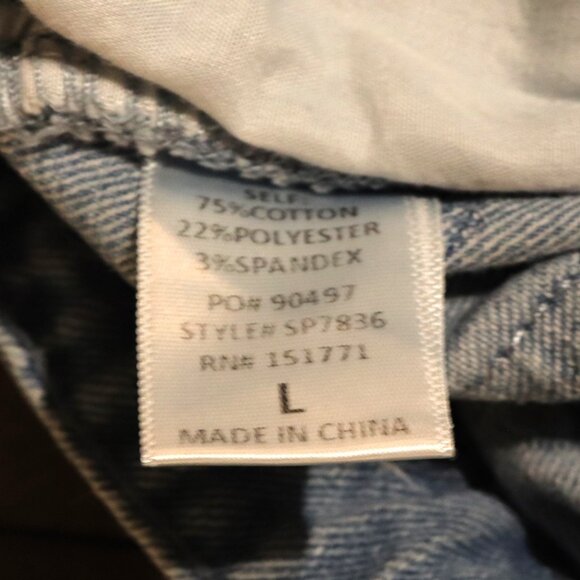 SELF:
75%COTTON
22%POLYESTER
3%SPANDEX
PO# 90497
STYLE# SP7836
RN# 151771
L
MADE IN CHINA